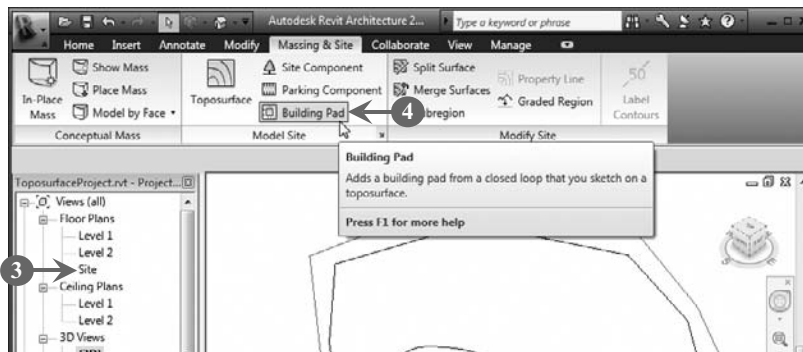 Autodesk Revit Architecture 2...
Type a keyword or phrase
Home Insert Annotate Modify Massing & Site Collaborate View Manage
In-Place Mass
Show Mass
Place Mass
Model by Face
Conceptual Mass
Toposurface
Site Component
Parking Component
Building Pad
Model Site
4
Split Surface
Merge Surfaces
bregion
Property Line
Graded Region
Modify Site
50
Label Contours
Building Pad
Adds a building pad from a closed loop that you sketch on a
toposurface.
Press F1 for more help
ToposurfaceProject.rvt - Project...
Views (all)
Floor Plans
Level 1
Level 2
3
Site
Ceiling Plans
Level 1
Level 2
3D Views